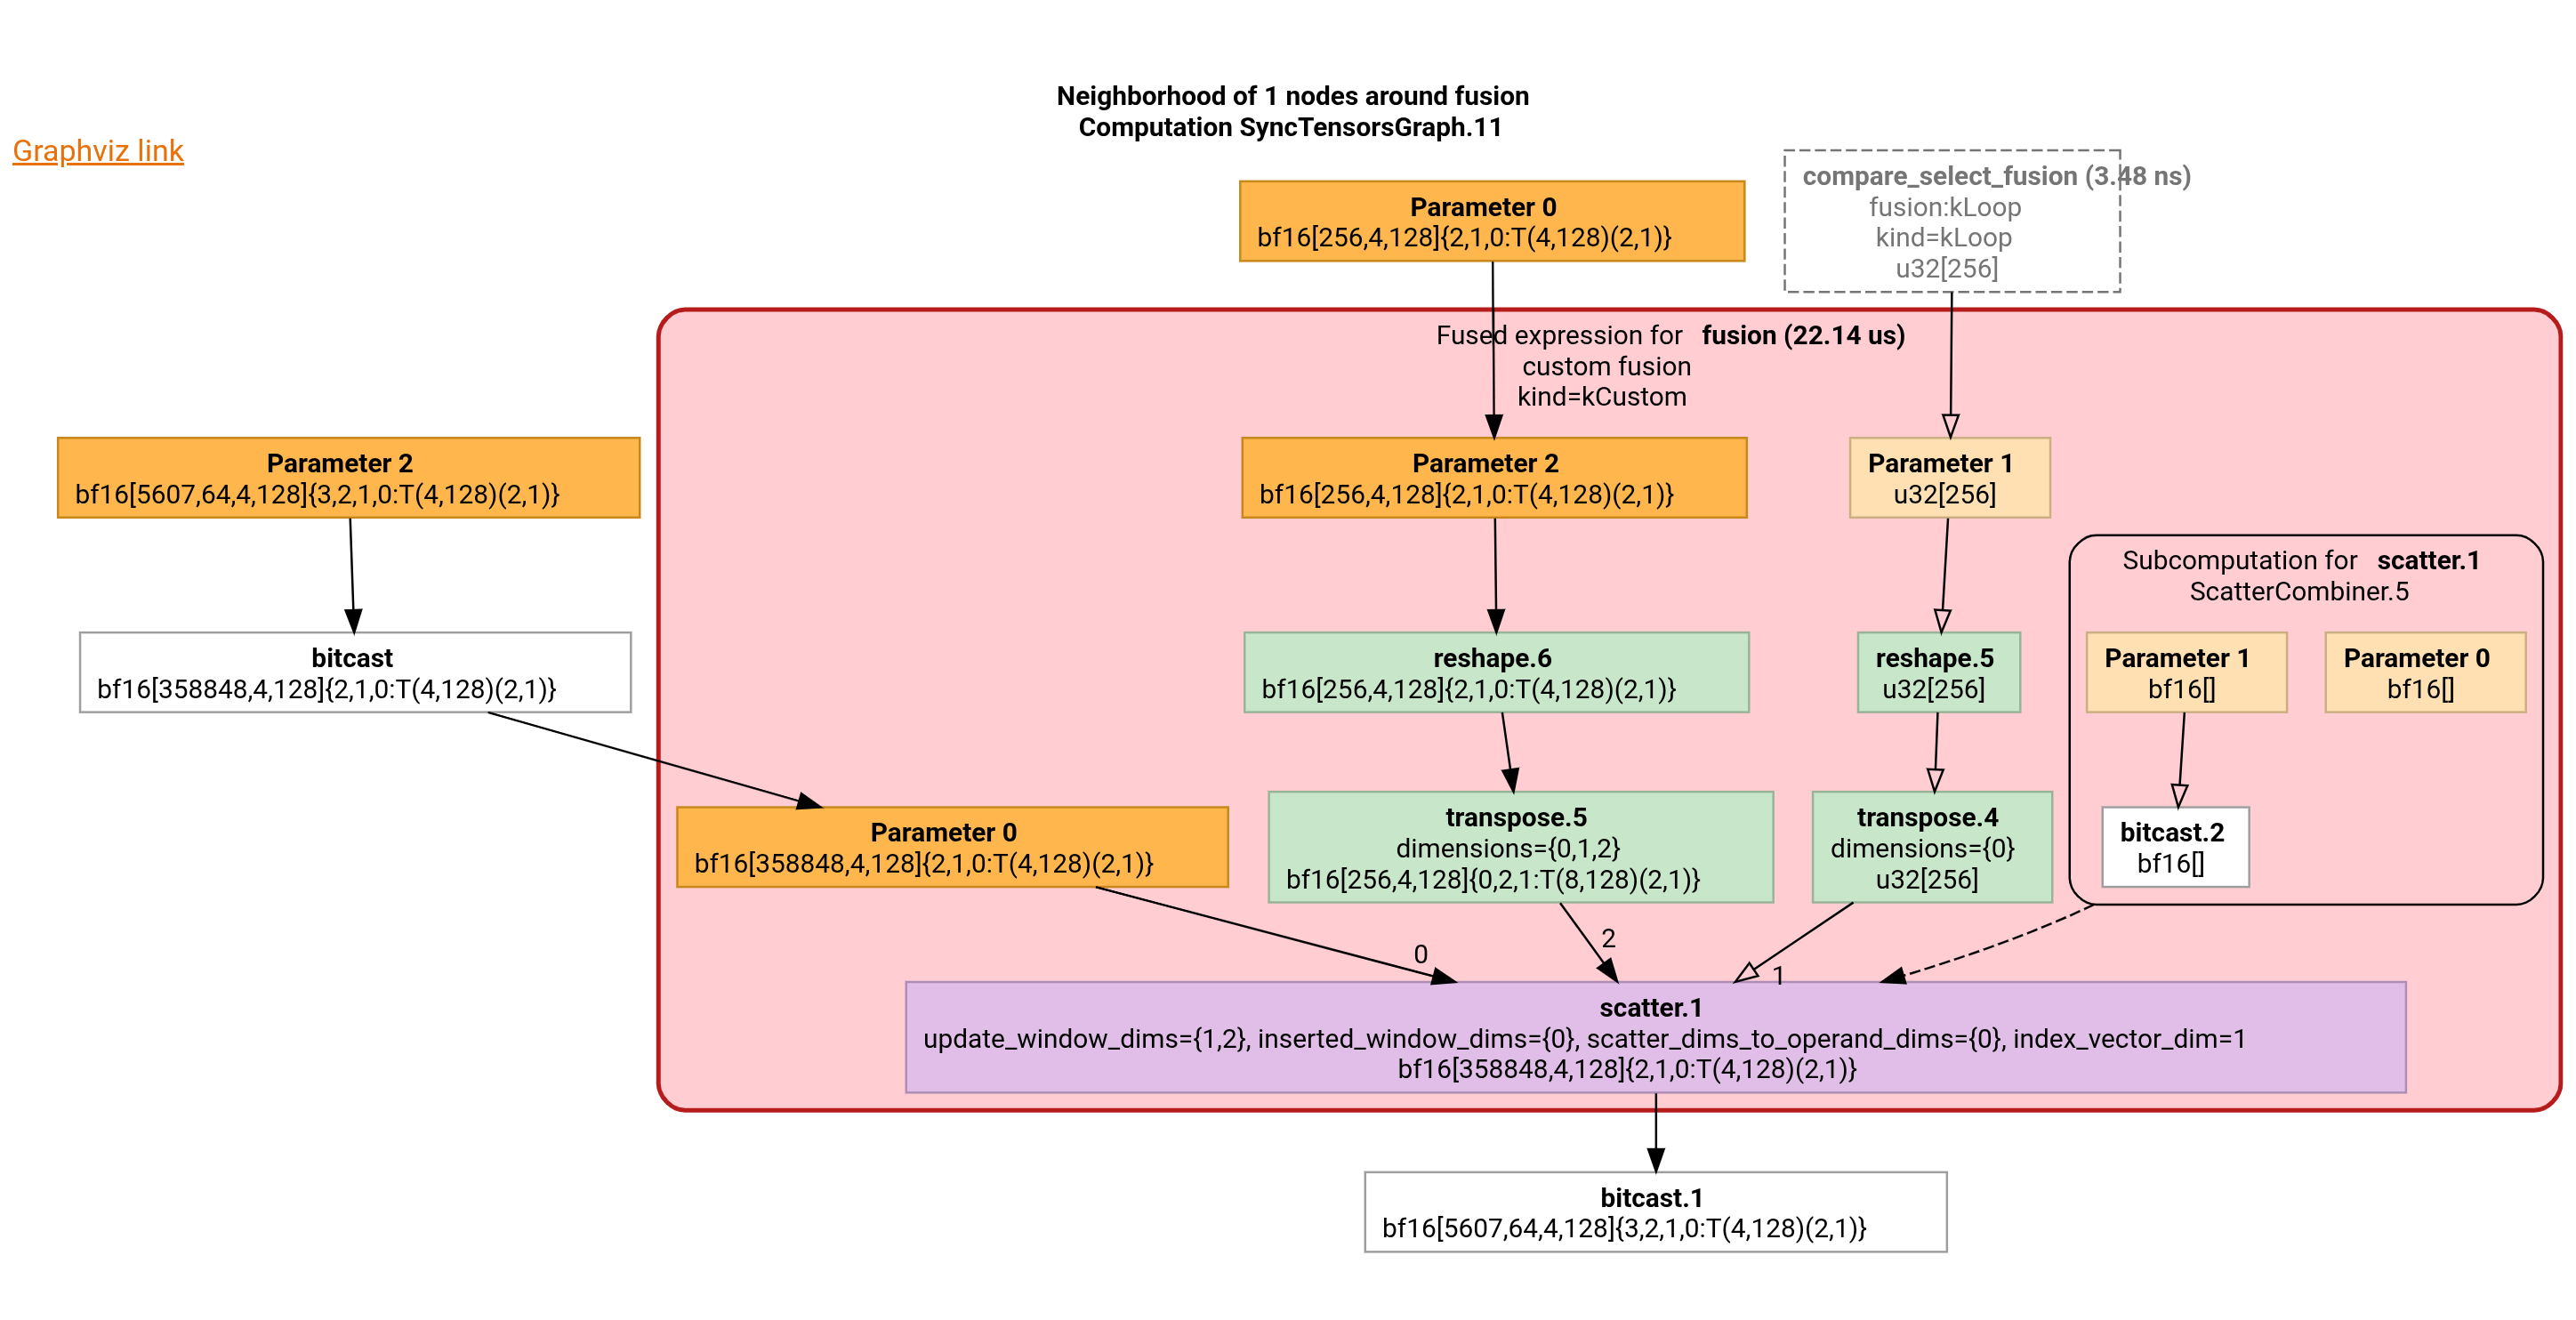 Neighborhood of 1 nodes around fusion
Computation SyncTensorsGraph.11
Graphviz link
compare_select_fusion (3.48 ns)
fusion:kLoop
kind=kLoop
u32[256]
Parameter 0
bf16[256,4,128]{2,1,0:T(4,128)(2,1)}
Fused expression for fusion (22.14 us)
custom fusion
kind=kCustom
Parameter 2
bf16[5607,64,4,128]{3,2,1,0:T(4,128)(2,1)}
Parameter 2
bf16[256,4,128]{2,1,0:T(4,128)(2,1)}
Parameter 1
u32[256]
Subcomputation for scatter.1
ScatterCombiner.5
bitcast
bf16[358848,4,128]{2,1,0:T(4,128)(2,1)}
reshape.6
bf16[256,4,128]{2,1,0:T(4,128)(2,1)}
reshape.5
u32[256]
Parameter 1
bf16[]
Parameter 0
bf16[]
Parameter 0
bf16[358848,4,128]{2,1,0:T(4,128)(2,1)}
transpose.5
dimensions={0,1,2}
bf16[256,4,128]{0,2,1:T(8,128)(2,1)}
transpose.4
dimensions={0}
u32[256]
bitcast.2
bf16[]
0
2
1
scatter.1
update_window_dims={1,2}, inserted_window_dims={0}, scatter_dims_to_operand_dims={0}, index_vector_dim=1
bf16[358848,4,128]{2,1,0:T(4,128)(2,1)}
bitcast.1
bf16[5607,64,4,128]{3,2,1,0:T(4,128)(2,1)}